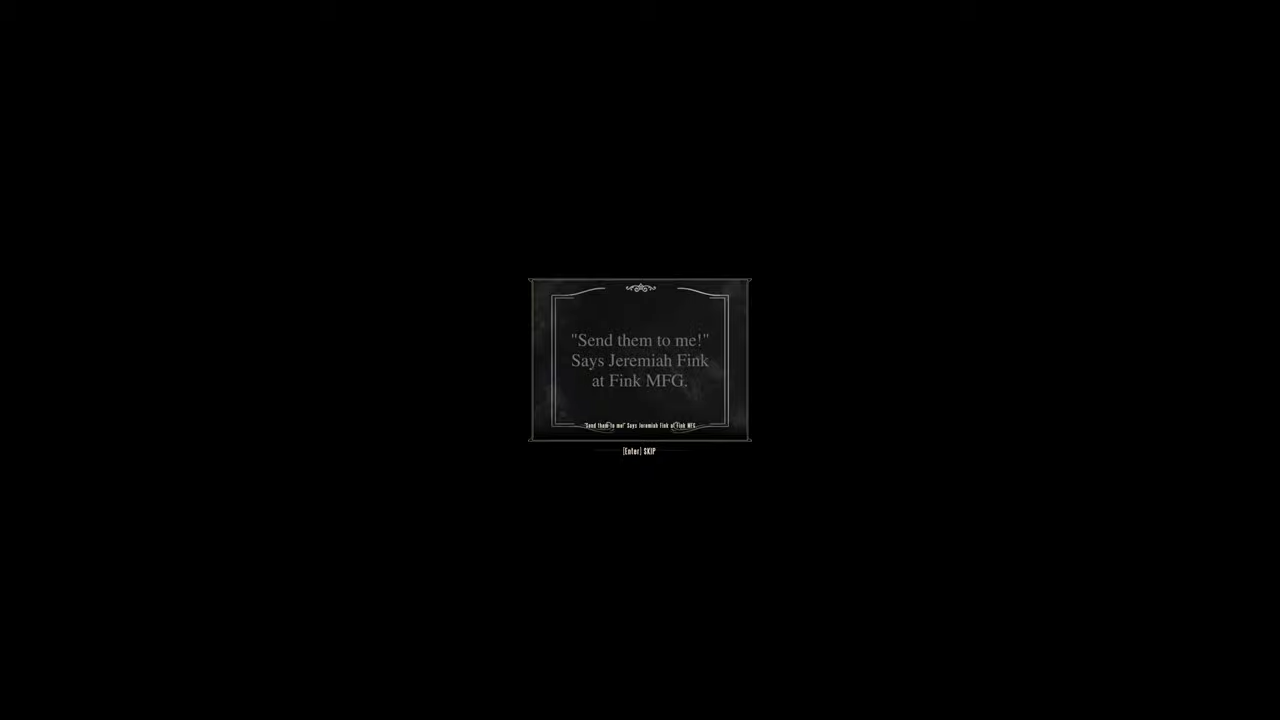 "Send them to me!"
Says Jeremiah Fink
at Fink MFG.
"Send them to me!" Says Jeremiah Fink at Fink MFG.
[Enter] SKIP